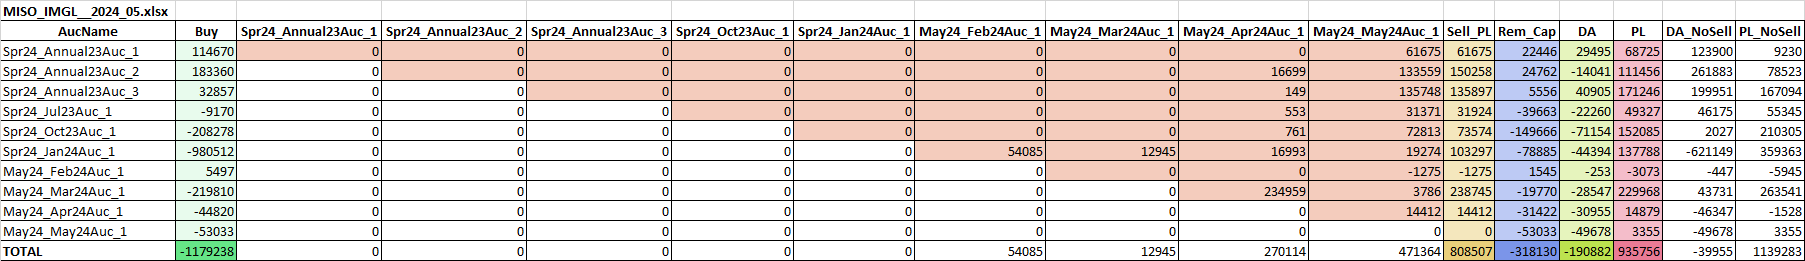 MISO_IMGL__2024_05.xlsx
AucName Buy Spr24_Annual23Auc_1 Spr24_Annual23Auc_2 Spr24_Annual23Auc_3 Spr24_Oct23Auc_1 Spr24_Jan24Auc_1 May24_Feb24Auc_1 May24_Mar24Auc_1 May24_Apr24Auc_1 May24_May24Auc_1 Sell_PL Rem_Cap DA PL DA_NoSell PL_NoSell
Spr24_Annual23Auc_1 114670 0 0 0 0 0 0 0 0 61675 61675 22446 29495 68725 123900 9230
Spr24_Annual23Auc_2 183360 0 0 0 0 0 0 0 16699 133559 150258 24762 -14041 111456 261883 78523
Spr24_Annual23Auc_3 32857 0 0 0 0 0 0 0 149 135748 135897 5556 40905 171246 199951 167094
Spr24_Jul23Auc_1 -9170 0 0 0 0 0 0 0 553 31371 31924 -39663 -22260 49327 46175 55345
Spr24_Oct23Auc_1 -208278 0 0 0 0 0 0 0 761 72813 73574 -149666 -71154 152085 2027 210305
Spr24_Jan24Auc_1 -980512 0 0 0 0 0 54085 12945 16993 19274 103297 -78885 -44394 137788 -621149 359363
May24_Feb24Auc_1 5497 0 0 0 0 0 0 0 0 -1275 -1275 1545 -253 -3073 -447 -5945
May24_Mar24Auc_1 -219810 0 0 0 0 0 0 0 234959 3786 238745 -19770 -28547 229968 43731 263541
May24_Apr24Auc_1 -44820 0 0 0 0 0 0 0 0 14412 14412 -31422 -30955 14879 -46347 -1528
May24_May24Auc_1 -53033 0 0 0 0 0 0 0 0 0 0 -53033 -49678 3355 -49678 3355
TOTAL -1179238 0 0 0 0 0 54085 12945 270114 471364 808507 -318130 -190882 935756 -39955 1139283